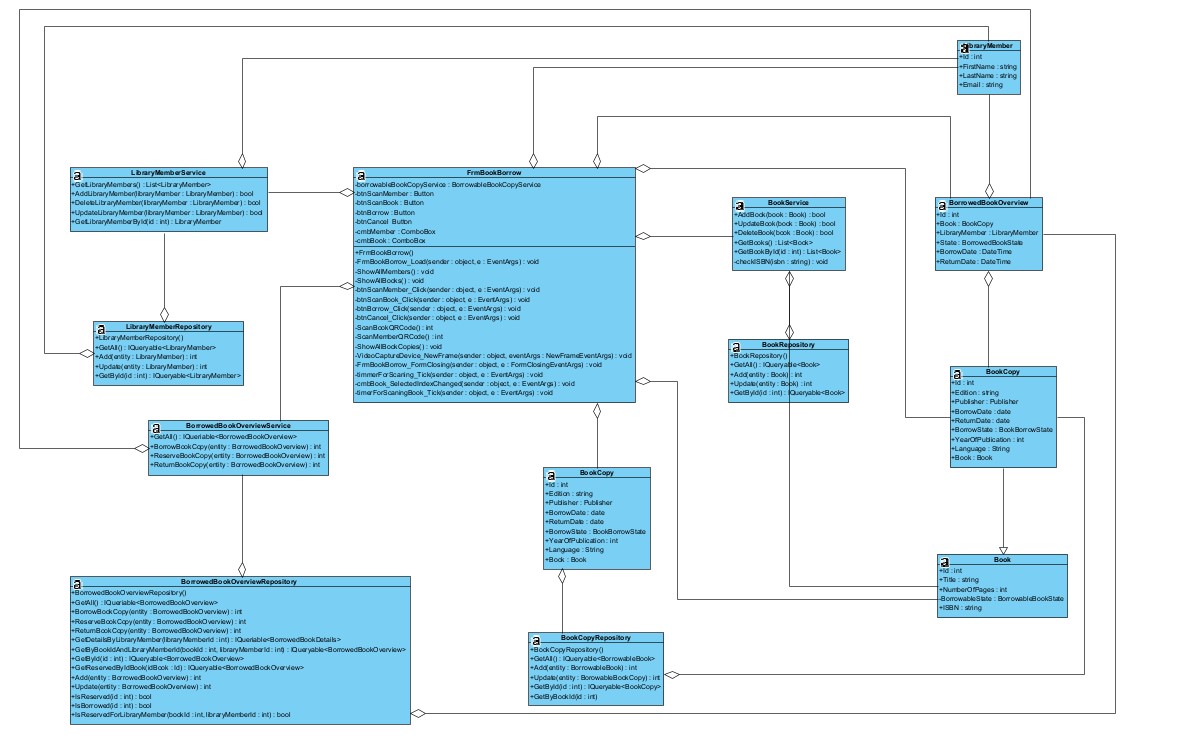 LibraryMember
+Id : int
+FirstName : string
+LastName : string
+Email : string
LibraryMemberService
+GetLibraryMembers() : List<LibraryMember>
+AddLibraryMember(libraryMember : LibraryMember) : bool
+DeleteLibraryMember(libraryMember : LibraryMember) : bool
+UpdateLibraryMember(libraryMember : LibraryMember) : bool
+GetLibraryMemberById(id : int) : LibraryMember
FrmBookBorrow
-borrowableBookCopyService : BorrowableBookCopyService
-btnScanMember : Button
-btnScanBook : Button
-btnBorrow : Button
-btnCancel Button
-cmbMember : ComboBox
-cmbBook : ComboBox
+FrmBookBorrow()
-FrmBookBorrow_Load(sender : object, e : EventArgs) : void
-ShowAllMembers() : void
-ShowAllBooks() : void
-btnScanMember_Click(sender : object, e : EventArgs) : void
-btnScanBook_Click(sender : object, e : EventArgs) : void
-btnBorrow_Click(sender : object, e : EventArgs) : void
-btnCancel_Click(sender : object, e : EventArgs) : void
-ScanBookQRCode() : int
-ScanMemberQRCode() : int
-ShowAllBookCopies() : void
-VideoCaptureDevice_NewFrame(sender : object, eventArgs : NewFrameEventArgs) : void
-FrmBookBorrow_FormClosing(sender : object, e : FormClosingEventArgs) : void
-timmerForScaning_Tick(sender : object, e : EventArgs) : void
-cmbBook_SelectedIndexChanged(sender : object, e : EventArgs) : void
-timerForScaningBook_Tick(sender : object, e : EventArgs) : void
BookService
+AddBook(book : Book) : bool
+UpdateBook(book : Book) : bool
+DeleteBook(book : Book) : bool
+GetBooks() : List<Book>
+GetBookById(id : int) : List<Book>
-checkISBN(isbn : string) : void
BorrowedBookOverview
+Id : int
+Book : BookCopy
+LibraryMember : LibraryMember
+State : BorrowedBookState
+BorrowDate : DateTime
+ReturnDate : DateTime
LibraryMemberRepository
+LibraryMemberRepository()
+GetAll() : IQueryable<LibraryMember>
+Add(entity : LibraryMember) : int
+Update(entity : LibraryMember) : int
+GetById(id : int) : IQueryable<LibraryMember>
BookRepository
+BookRepository()
+GetAll() : IQueryable<Book>
+Add(entity : Book) : int
+Update(entity : Book) : int
+GetById(id : int) : IQueryable<Book>
BookCopy
+Id : int
+Edition : string
+Publisher : Publisher
+BorrowDate : date
+ReturnDate : date
+BorrowState : BookBorrowState
+YearOfPublication : int
+Language : String
+Book : Book
BorrowedBookOverviewService
+GetAll() : IQueriable<BorrowedBookOverview>
+BorrowBookCopy(entity : BorrowedBookOverview) : int
+ReserveBookCopy(entity : BorrowedBookOverview) : int
+ReturnBookCopy(entity : BorrowedBookOverview) : int
BookCopy
+Id : int
+Edition : string
+Publisher : Publisher
+BorrowDate : date
+ReturnDate : date
+BorrowState : BookBorrowState
+YearOfPublication : int
+Language : String
+Book : Book
Book
+Id : int
+Title : string
+NumberOfPages : int
-BorrowableState : BorrowableBookState
+ISBN : string
BorrowedBookOverviewRepository
+BorrowedBookOverviewRepository()
+GetAll() : IQueriable<BorrowedBookOverview>
+BorrowBookCopy(entity : BorrowedBookOverview) : int
+ReserveBookCopy(entity : BorrowedBookOverview) : int
+ReturnBookCopy(entity : BorrowedBookOverview) : int
+GetDetailsByLibraryMember(libraryMemberId : int) : IQueriable<BorrowedBookDetails>
+GetByBookIdAndLibraryMemberId(bookId : int, libraryMemberId : int) : IQueryable<BorrowedBookOverview>
+GetById(id : int) : IQueryable<BorrowedBookOverview>
+GetReservedByIdBook(idBook : Id) : IQueryable<BorrowedBookOverview>
+Add(entity : BorrowedBookOverview) : int
+Update(entity : BorrowedBookOverview) : int
+IsReserved(id : int) : bool
+IsBorrowed(id : int) : bool
+IsReservedForLibraryMember(bookId : int, libraryMemberId : int) : bool
BookCopyRepository
+BookCopyRepository()
+GetAll() : IQueryable<BorrowableBook>
+Add(entity : BorrowableBook) : int
+Update(entity : BorowableBookCopy) : int
+GetById(id : int) : IQueryable<BookCopy>
+GetByBookId(id : int)